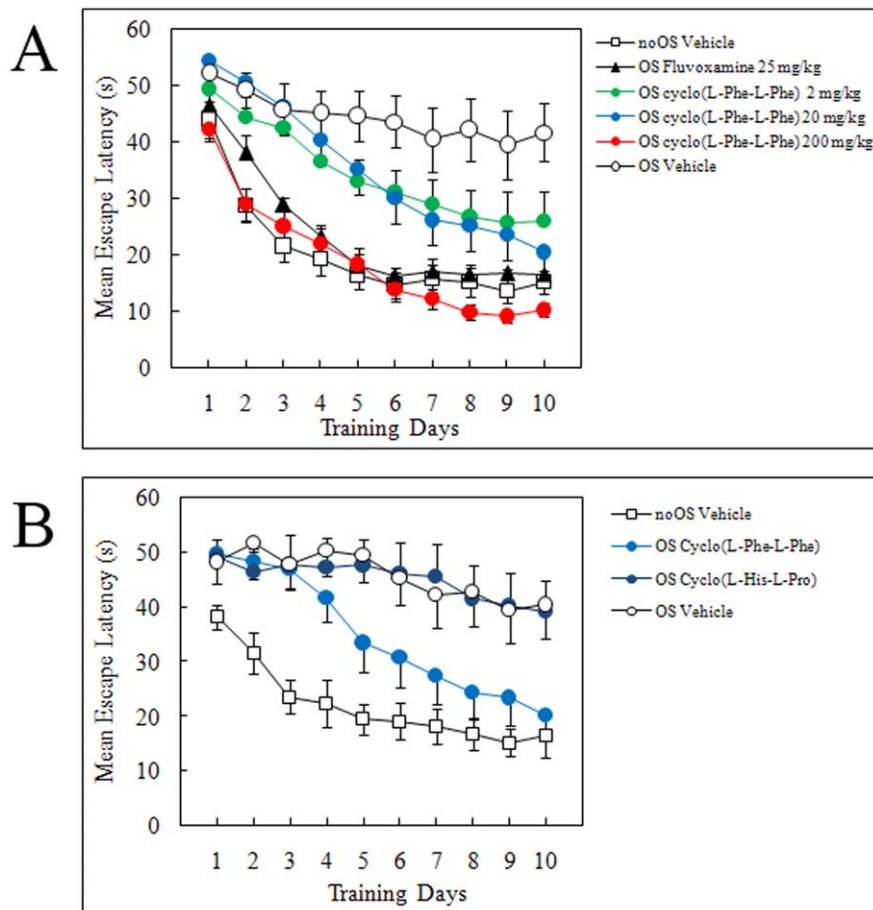 A
60
50
40
30
20
10
0
Mean Escape Latency (s)
1 2 3 4 5 6 7 8 9 10
Training Days
noOS Vehicle
OS Fluvoxamine 25 mg/kg
OS cyclo(L-Phe-L-Phe) 2 mg/kg
OS cyclo(L-Phe-L-Phe) 20 mg/kg
OS cyclo(L-Phe-L-Phe) 200 mg/kg
OS Vehicle
B
60
50
40
30
20
10
0
Mean Escape Latency (s)
1 2 3 4 5 6 7 8 9 10
Training Days
noOS Vehicle
OS Cyclo(L-Phe-L-Phe)
OS Cyclo(L-His-L-Pro)
OS Vehicle